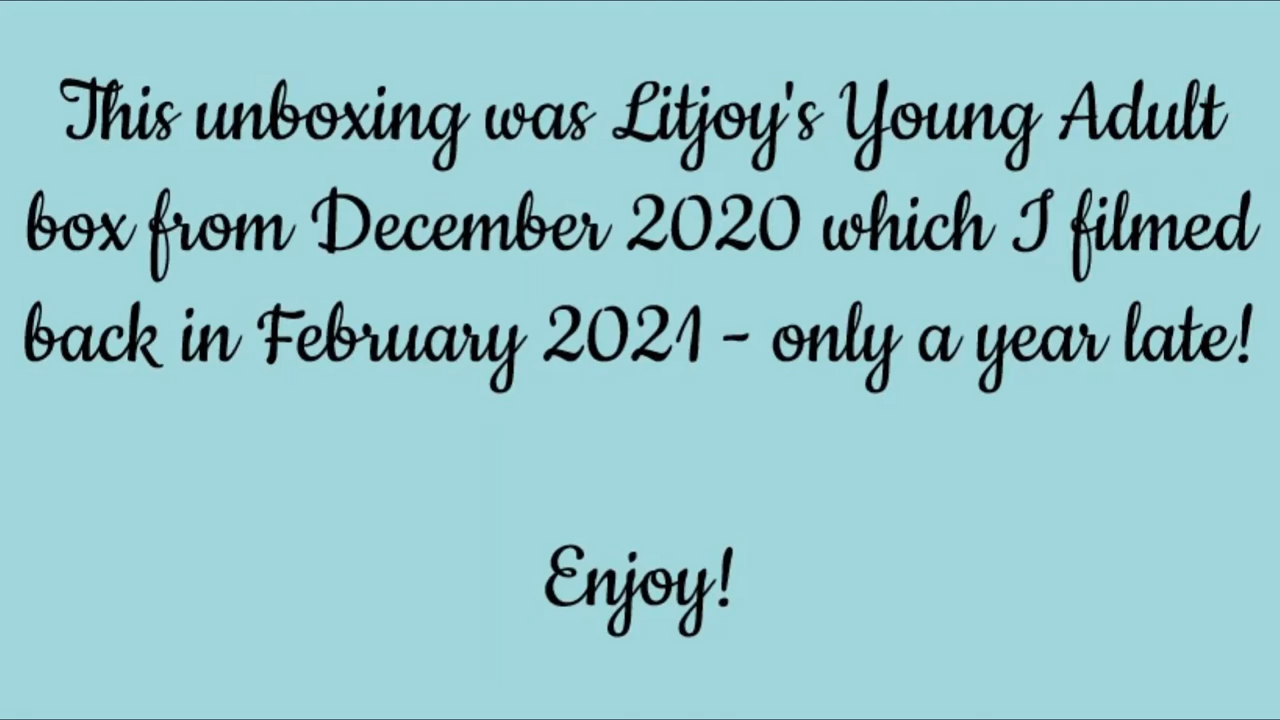 This unboxing was Litjoy's Young Adult
box from December 2020 which I filmed
back in February 2021 - only a year late!
Enjoy!